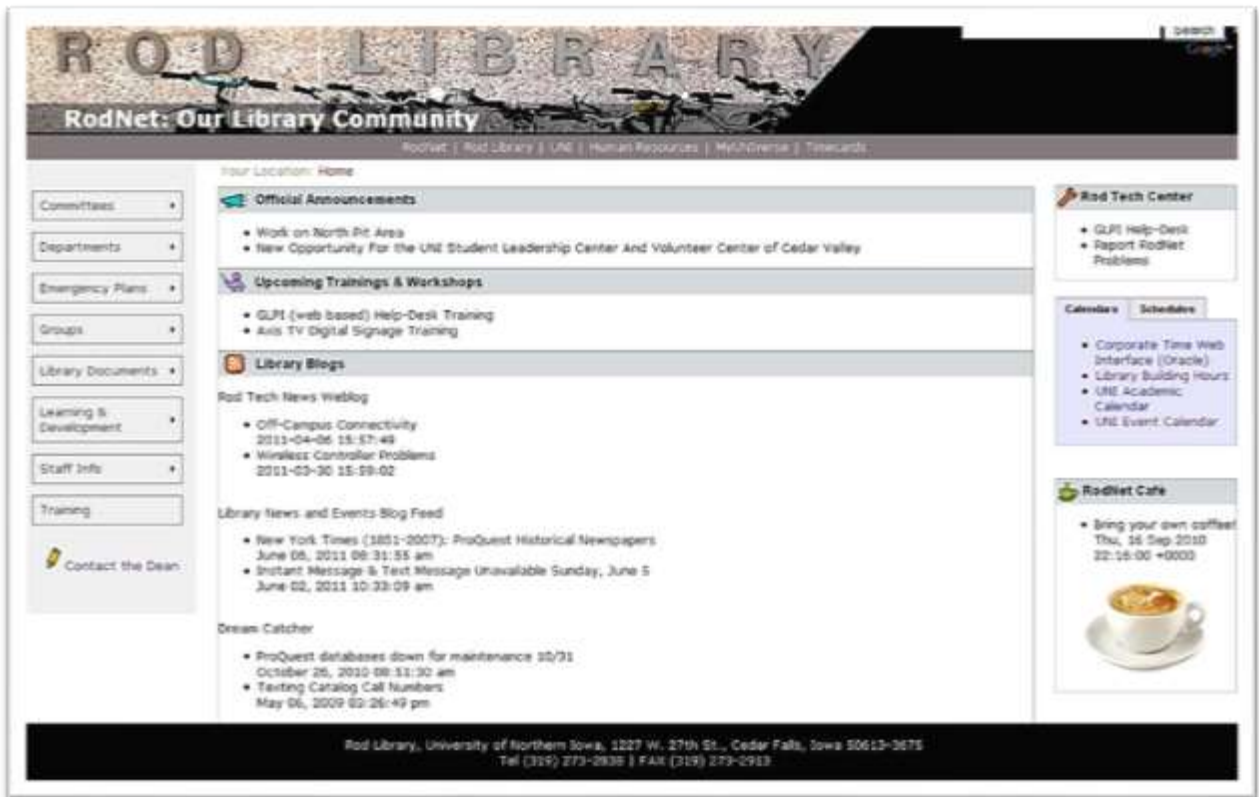 ROD LIBRARY
Search
Google
RodNet: Our Library Community
RodNet | Rod Library | UNI | Human Resources | MyUNIverse | Timecards
Your Location: Home
Committees
Departments
Emergency Plans
Groups
Library Documents
Learning &
Development
Staff Info
Training
Contact the Dean
Official Announcements
• Work on North Pit Area
• New Opportunity For the UNI Student Leadership Center And Volunteer Center of Cedar Valley
Upcoming Trainings & Workshops
• GLPI (web based) Help-Desk Training
• Axis TV Digital Signage Training
Library Blogs
Rod Tech News Weblog
• Off-Campus Connectivity
2011-04-06 15:57:49
• Wireless Controller Problems
2011-03-30 15:59:02
Library News and Events Blog Feed
• New York Times (1851-2007): ProQuest Historical Newspapers
June 08, 2011 08:31:55 am
• Instant Message & Text Message Unavailable Sunday, June 5
June 02, 2011 10:33:09 am
Dream Catcher
• ProQuest databases down for maintenance 10/31
October 26, 2010 08:51:30 am
• Texting Catalog Call Numbers
May 06, 2009 03:26:49 pm
Rod Tech Center
• GLPI Help-Desk
• Report RodNet
Problems
Calendars Schedules
• Corporate Time Web
Interface (Oracle)
• Library Building Hours
• UNI Academic
Calendar
• UNI Event Calendar
RodNet Cafe
• Bring your own coffee!
Thu, 16 Sep 2010
22:16:00 +0000
Rod Library, University of Northern Iowa, 1227 W. 27th St., Cedar Falls, Iowa 50613-3675
Tel (319) 273-2838 | FAX (319) 273-2913